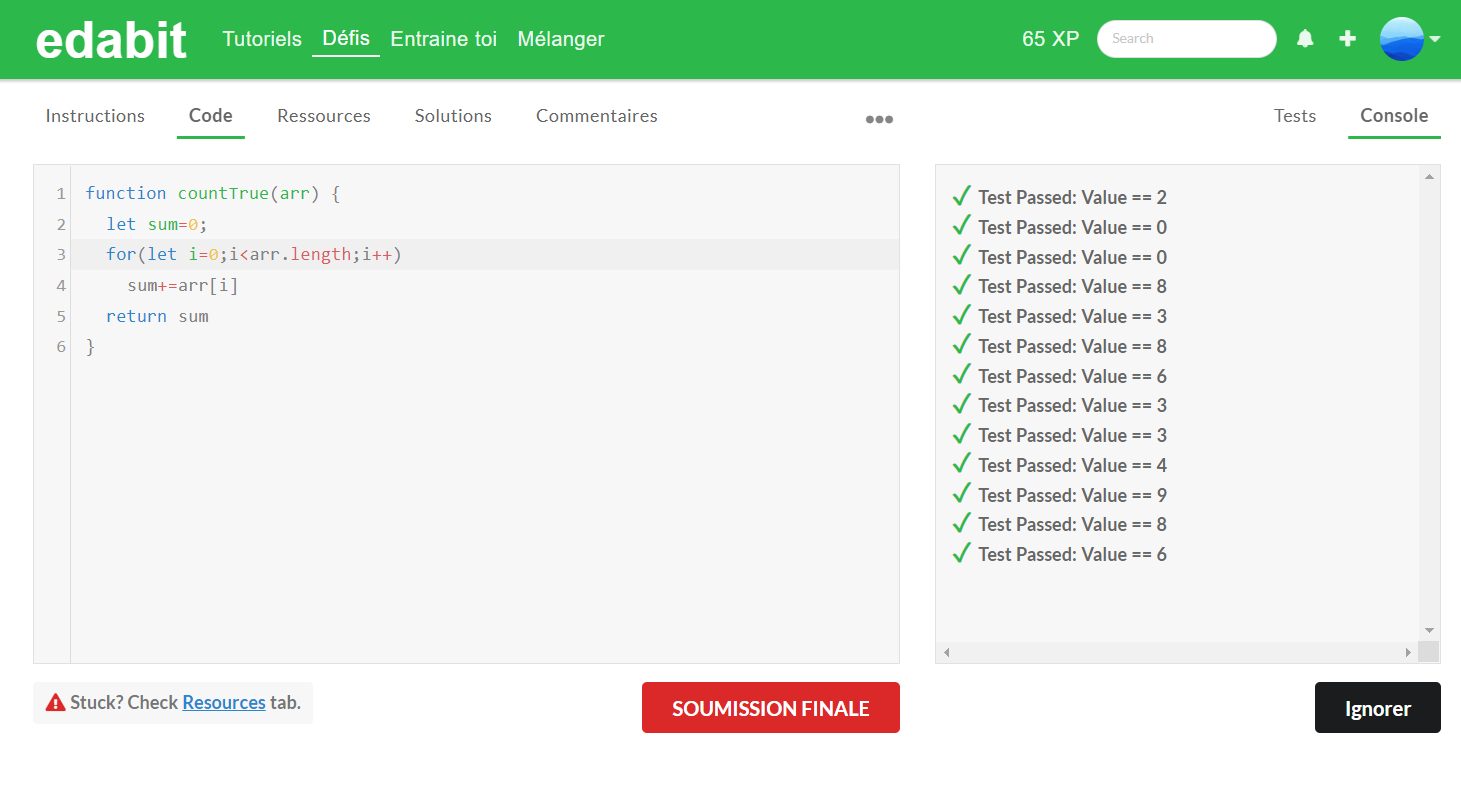 edabit Tutoriels Défis Entraine toi Mélanger 65 XP Search
Instructions Code Ressources Solutions Commentaires Tests Console
1 function countTrue(arr) {
2 let sum=0;
3 for(let i=0;i<arr.length;i++)
4 sum+=arr[i]
5 return sum
6 }
Test Passed: Value == 2
Test Passed: Value == 0
Test Passed: Value == 0
Test Passed: Value == 8
Test Passed: Value == 3
Test Passed: Value == 8
Test Passed: Value == 6
Test Passed: Value == 3
Test Passed: Value == 3
Test Passed: Value == 4
Test Passed: Value == 9
Test Passed: Value == 8
Test Passed: Value == 6
Stuck? Check Resources tab.
SOUMISSION FINALE
Ignorer